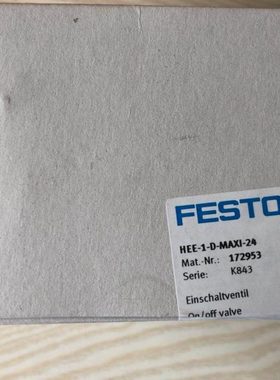 FESTO
HEE-1-D-MAXI-24
Mat.-Nr.: 172953
Serie: K843
Einschaltventil
On/off valve